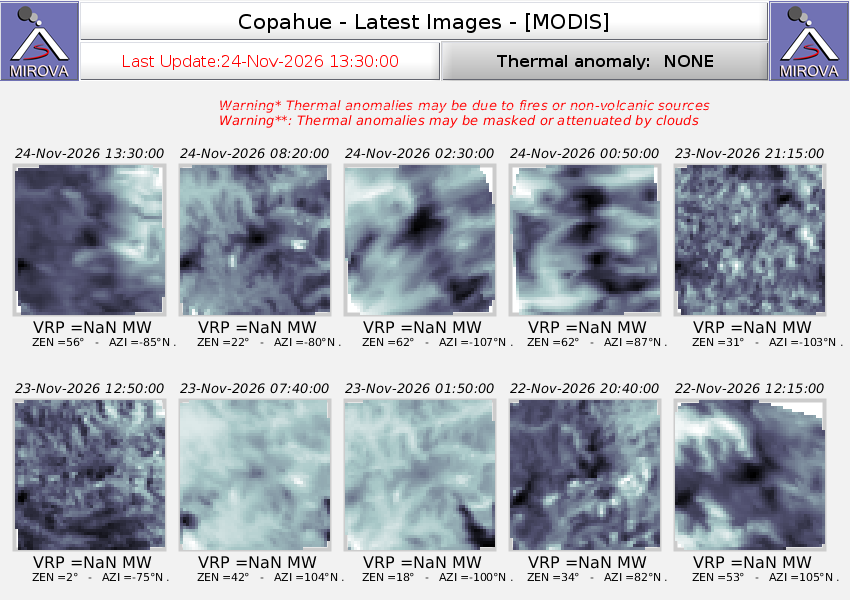 Copahue - Latest Images - [MODIS]
MIROVA
Last Update:24-Nov-2026 13:30:00
Thermal anomaly: NONE
MIROVA
Warning* Thermal anomalies may be due to fires or non-volcanic sources
Warning**: Thermal anomalies may be masked or attenuated by clouds
24-Nov-2026 13:30:00 24-Nov-2026 08:20:00 24-Nov-2026 02:30:00 24-Nov-2026 00:50:00 23-Nov-2026 21:15:00
VRP =NaN MW VRP =NaN MW VRP =NaN MW VRP =NaN MW VRP =NaN MW
ZEN =56° - AZI =-85°N . ZEN =22° - AZI =-80°N . ZEN =62° - AZI =-107°N . ZEN =62° - AZI =87°N . ZEN =31° - AZI =-103°N .
23-Nov-2026 12:50:00 23-Nov-2026 07:40:00 23-Nov-2026 01:50:00 22-Nov-2026 20:40:00 22-Nov-2026 12:15:00
VRP =NaN MW VRP =NaN MW VRP =NaN MW VRP =NaN MW VRP =NaN MW
ZEN =2° - AZI =-75°N . ZEN =42° - AZI =104°N . ZEN =18° - AZI =-100°N . ZEN =34° - AZI =82°N . ZEN =53° - AZI =105°N .